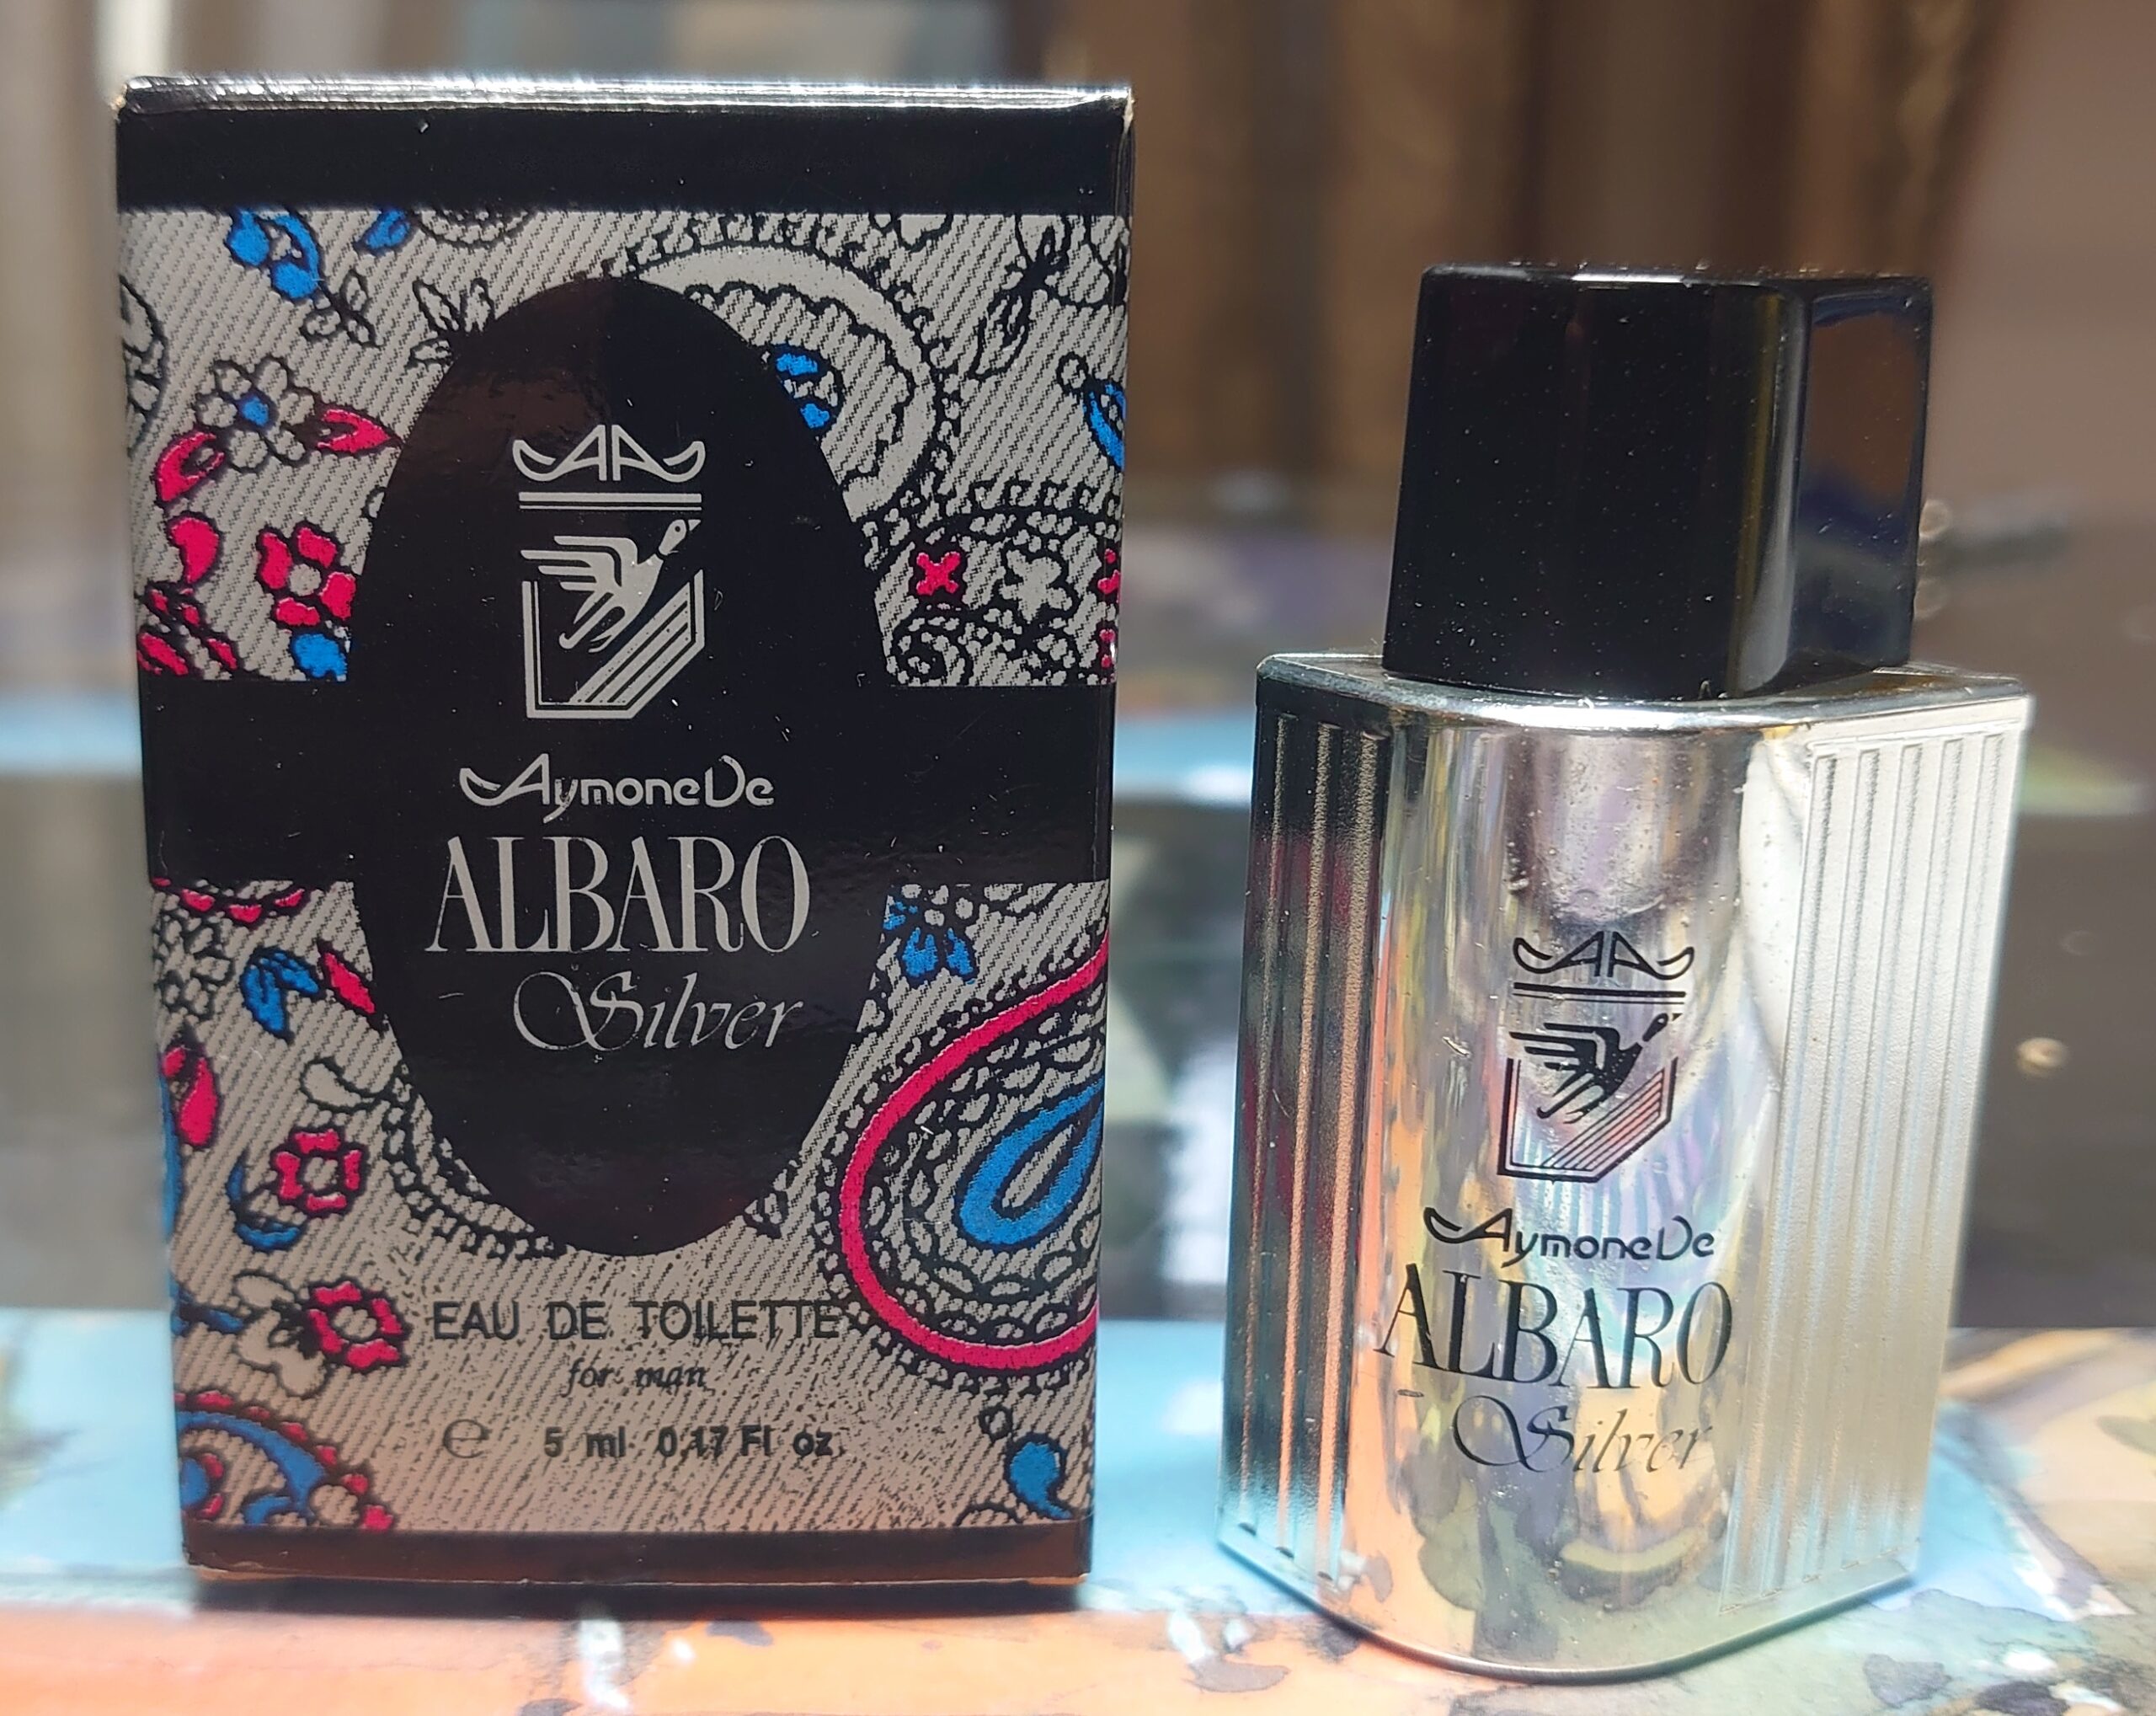 AA
AymoneDe
ALBARO
Silver
EAU DE TOILETTE
for man
℮ 5 ml 0,17 Fl oz
AA
AymoneDe
ALBARO
Silver